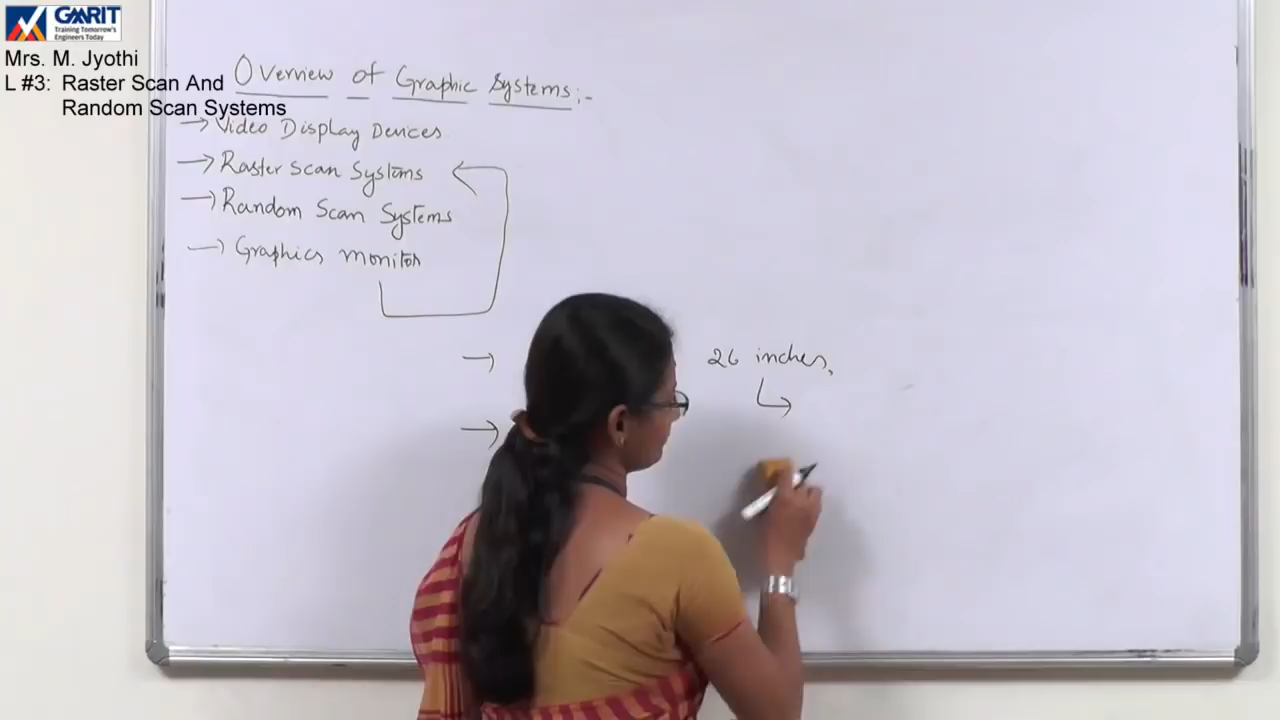 GMRIT
Training Tomorrow's
Engineers Today
Mrs. M. Jyothi
L #3: Raster Scan And
Random Scan Systems
Overview of Graphic Systems:-
→ Video Display Devices
→ Raster Scan Systems
→ Random Scan Systems
→ Graphics monitor
→ 26 inches,
→